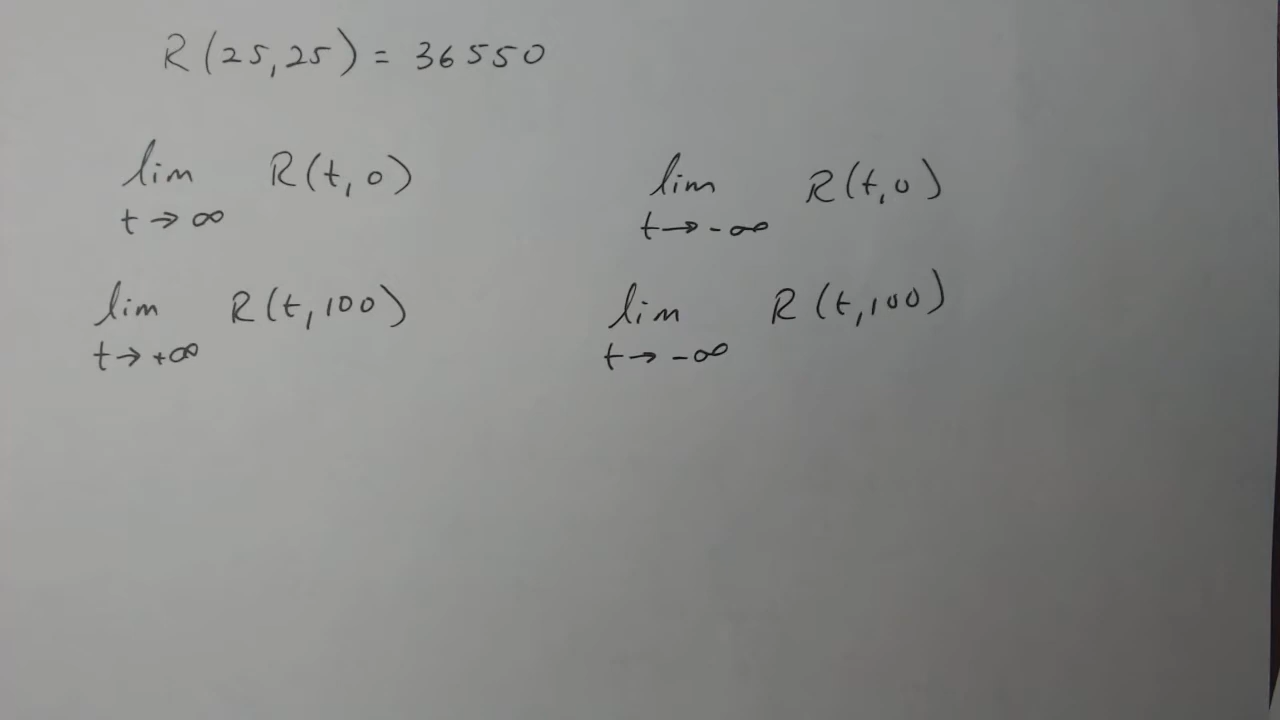 R(25,25) = 36550
lim R(t,0) lim R(t,0)
t→∞ t→-∞
lim R(t,100) lim R(t,100)
t→+∞ t→-∞